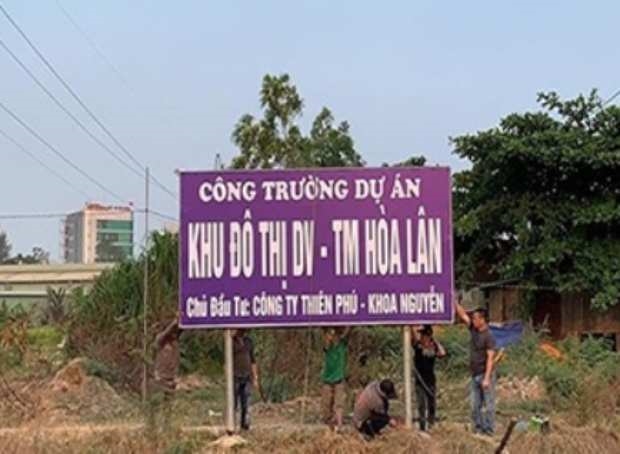 CÔNG TRƯỜNG DỰ ÁN
KHU ĐÔ THỊ DV - TM HÒA LÂN
Chủ Đầu Tư: CÔNG TY THIÊN PHÚ - KHOA NGUYỄN